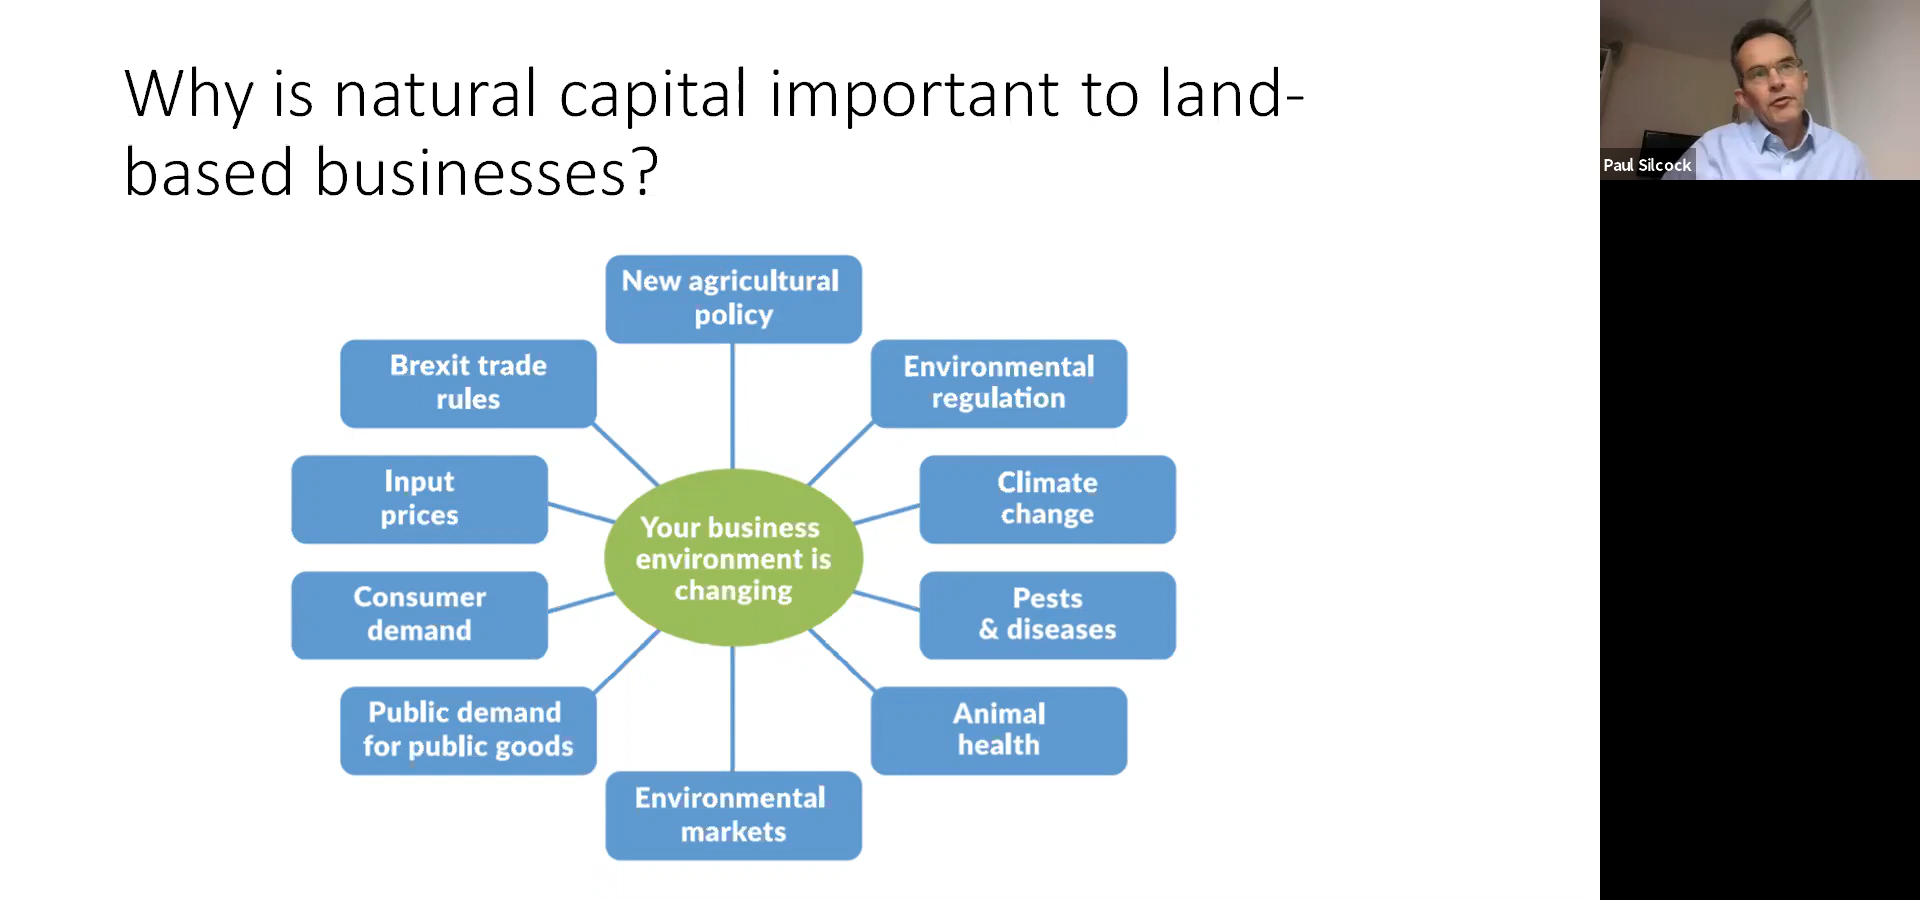 Why is natural capital important to land-
based businesses?
Paul Silcock
New agricultural
policy
Brexit trade
rules
Environmental
regulation
Input
prices
Climate
change
Your business
environment is
changing
Consumer
demand
Pests
& diseases
Public demand
for public goods
Animal
health
Environmental
markets